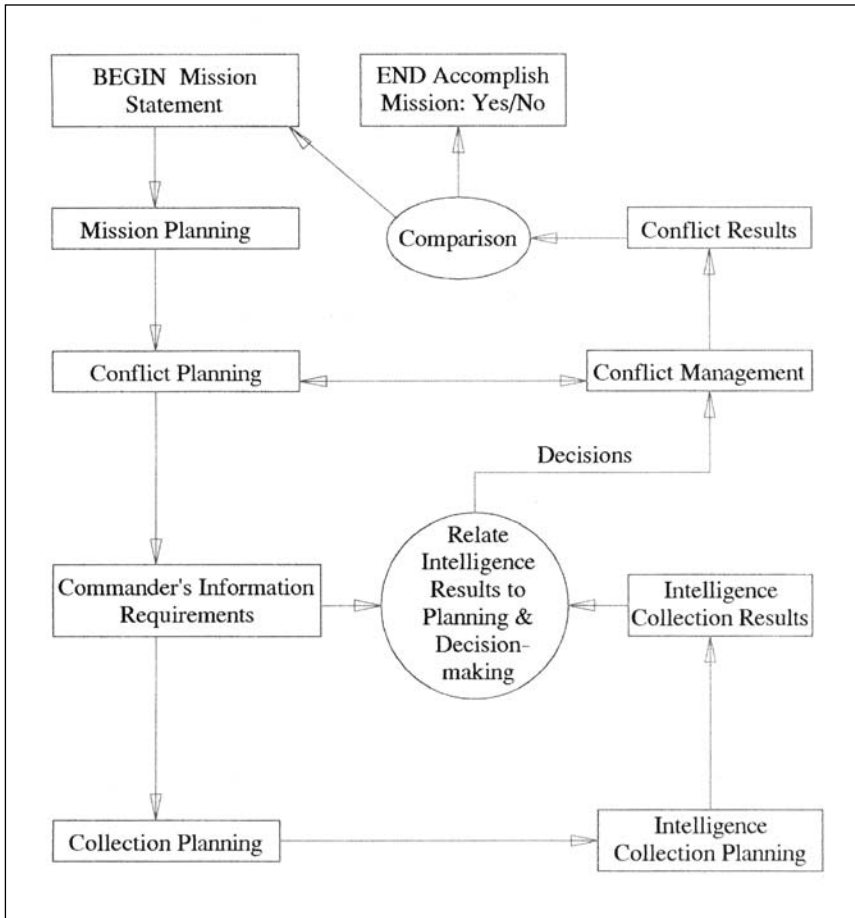 BEGIN Mission
Statement
END Accomplish
Mission: Yes/No
Mission Planning
Comparison
Conflict Results
Conflict Planning
Conflict Management
Decisions
Commander's Information
Requirements
Relate
Intelligence
Results to
Planning &
Decision-
making
Intelligence
Collection Results
Collection Planning
Intelligence
Collection Planning